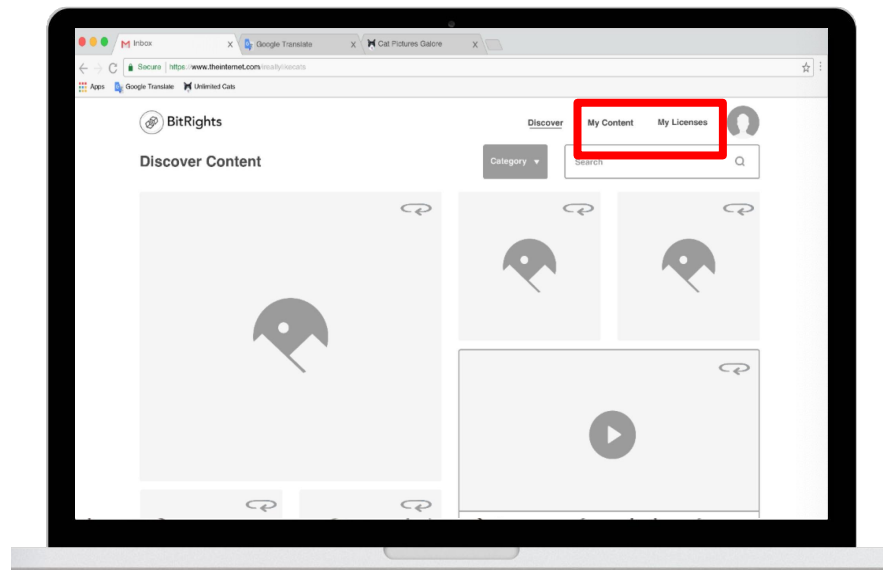 Inbox x Google Translate x Cat Pictures Galore x
Secure https://www.theinternet.com/ireallylikecats
Apps Google Translate Unlimited Cats
BitRights Discover My Content My Licenses
Discover Content Category Search